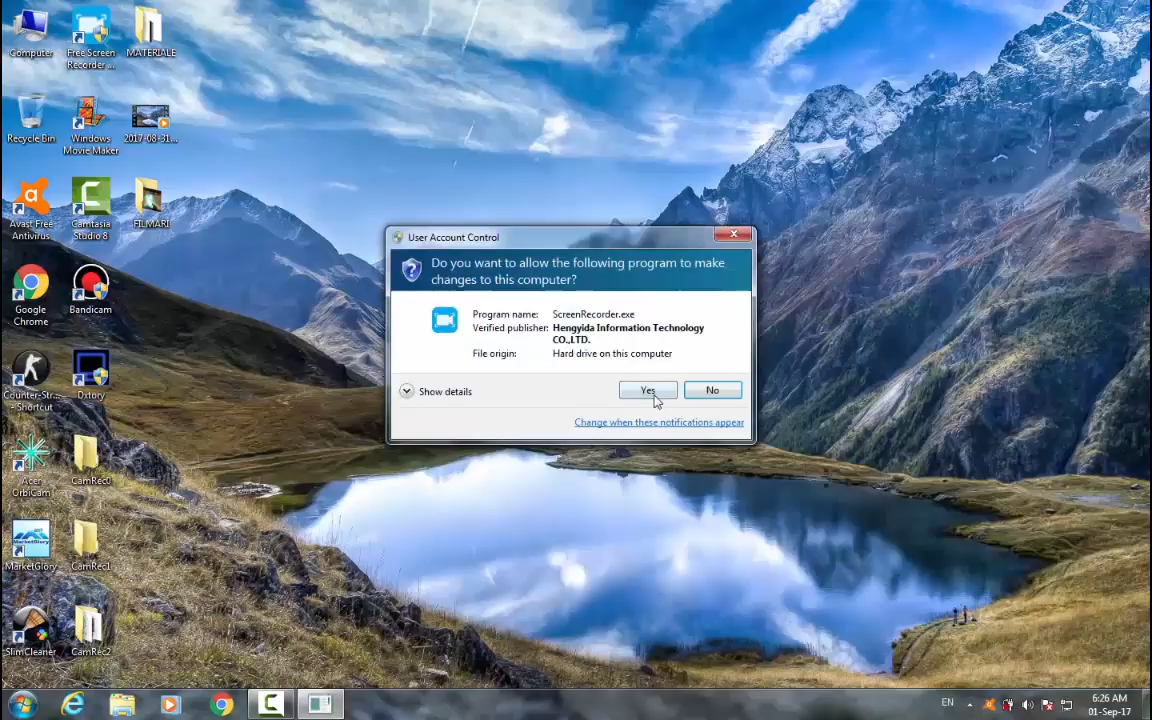 Computer
Free Screen
Recorder ...
MATERIALE
Recycle Bin
Windows
Movie Maker
2017-08-31...
Avast Free
Antivirus
Camtasia
Studio 8
FILMARI
Google
Chrome
Bandicam
Counter-Str...
- Shortcut
Dxtory
Acer
OrbiCam
CamRec0
MarketGlory
MarketGlory
CamRec1
SlimCleaner
CamRec2
User Account Control
Do you want to allow the following program to make
changes to this computer?
Program name: ScreenRecorder.exe
Verified publisher: Hengyida Information Technology
CO.,LTD.
File origin: Hard drive on this computer
Show details
Yes
No
Change when these notifications appear
EN
6:26 AM
01-Sep-17